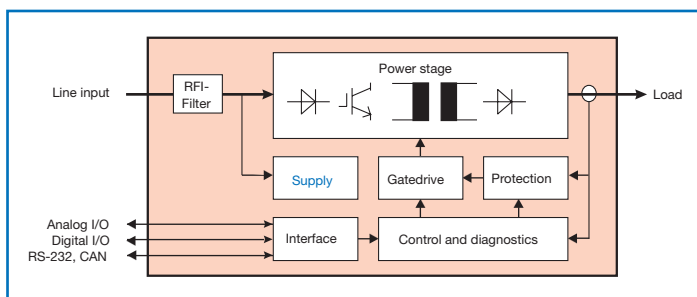 Power stage
Line input
RFI-
Filter
Load
Supply
Gatedrive
Protection
Analog I/O
Digital I/O
RS-232, CAN
Interface
Control and diagnostics